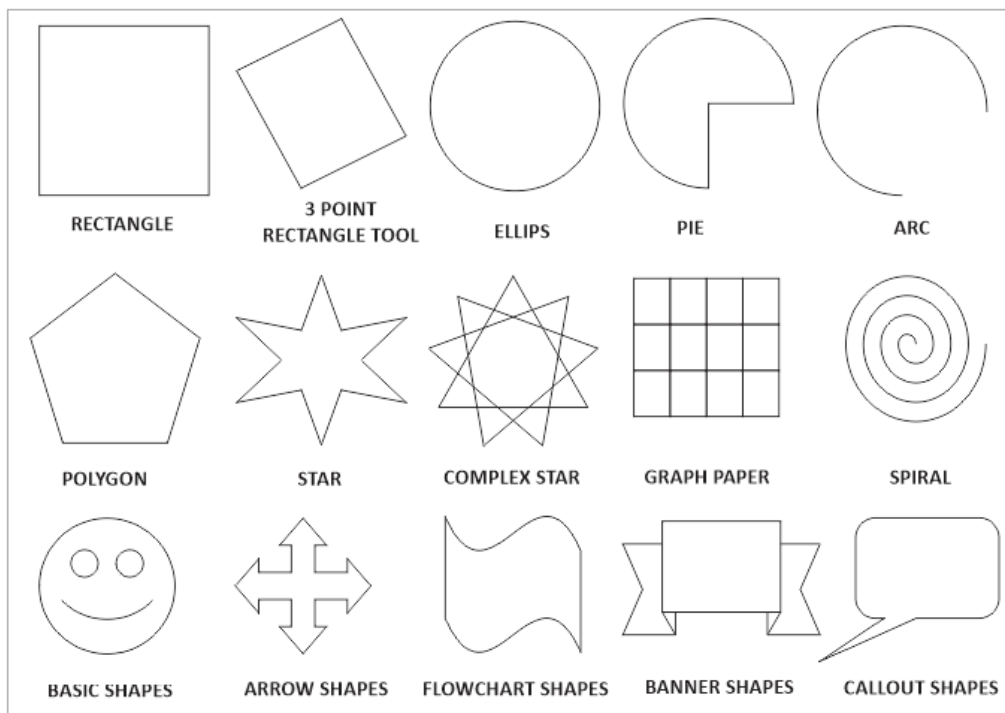 RECTANGLE
3 POINT
RECTANGLE TOOL
ELLIPS
PIE
ARC
POLYGON
STAR
COMPLEX STAR
GRAPH PAPER
SPIRAL
BASIC SHAPES
ARROW SHAPES
FLOWCHART SHAPES
BANNER SHAPES
CALLOUT SHAPES